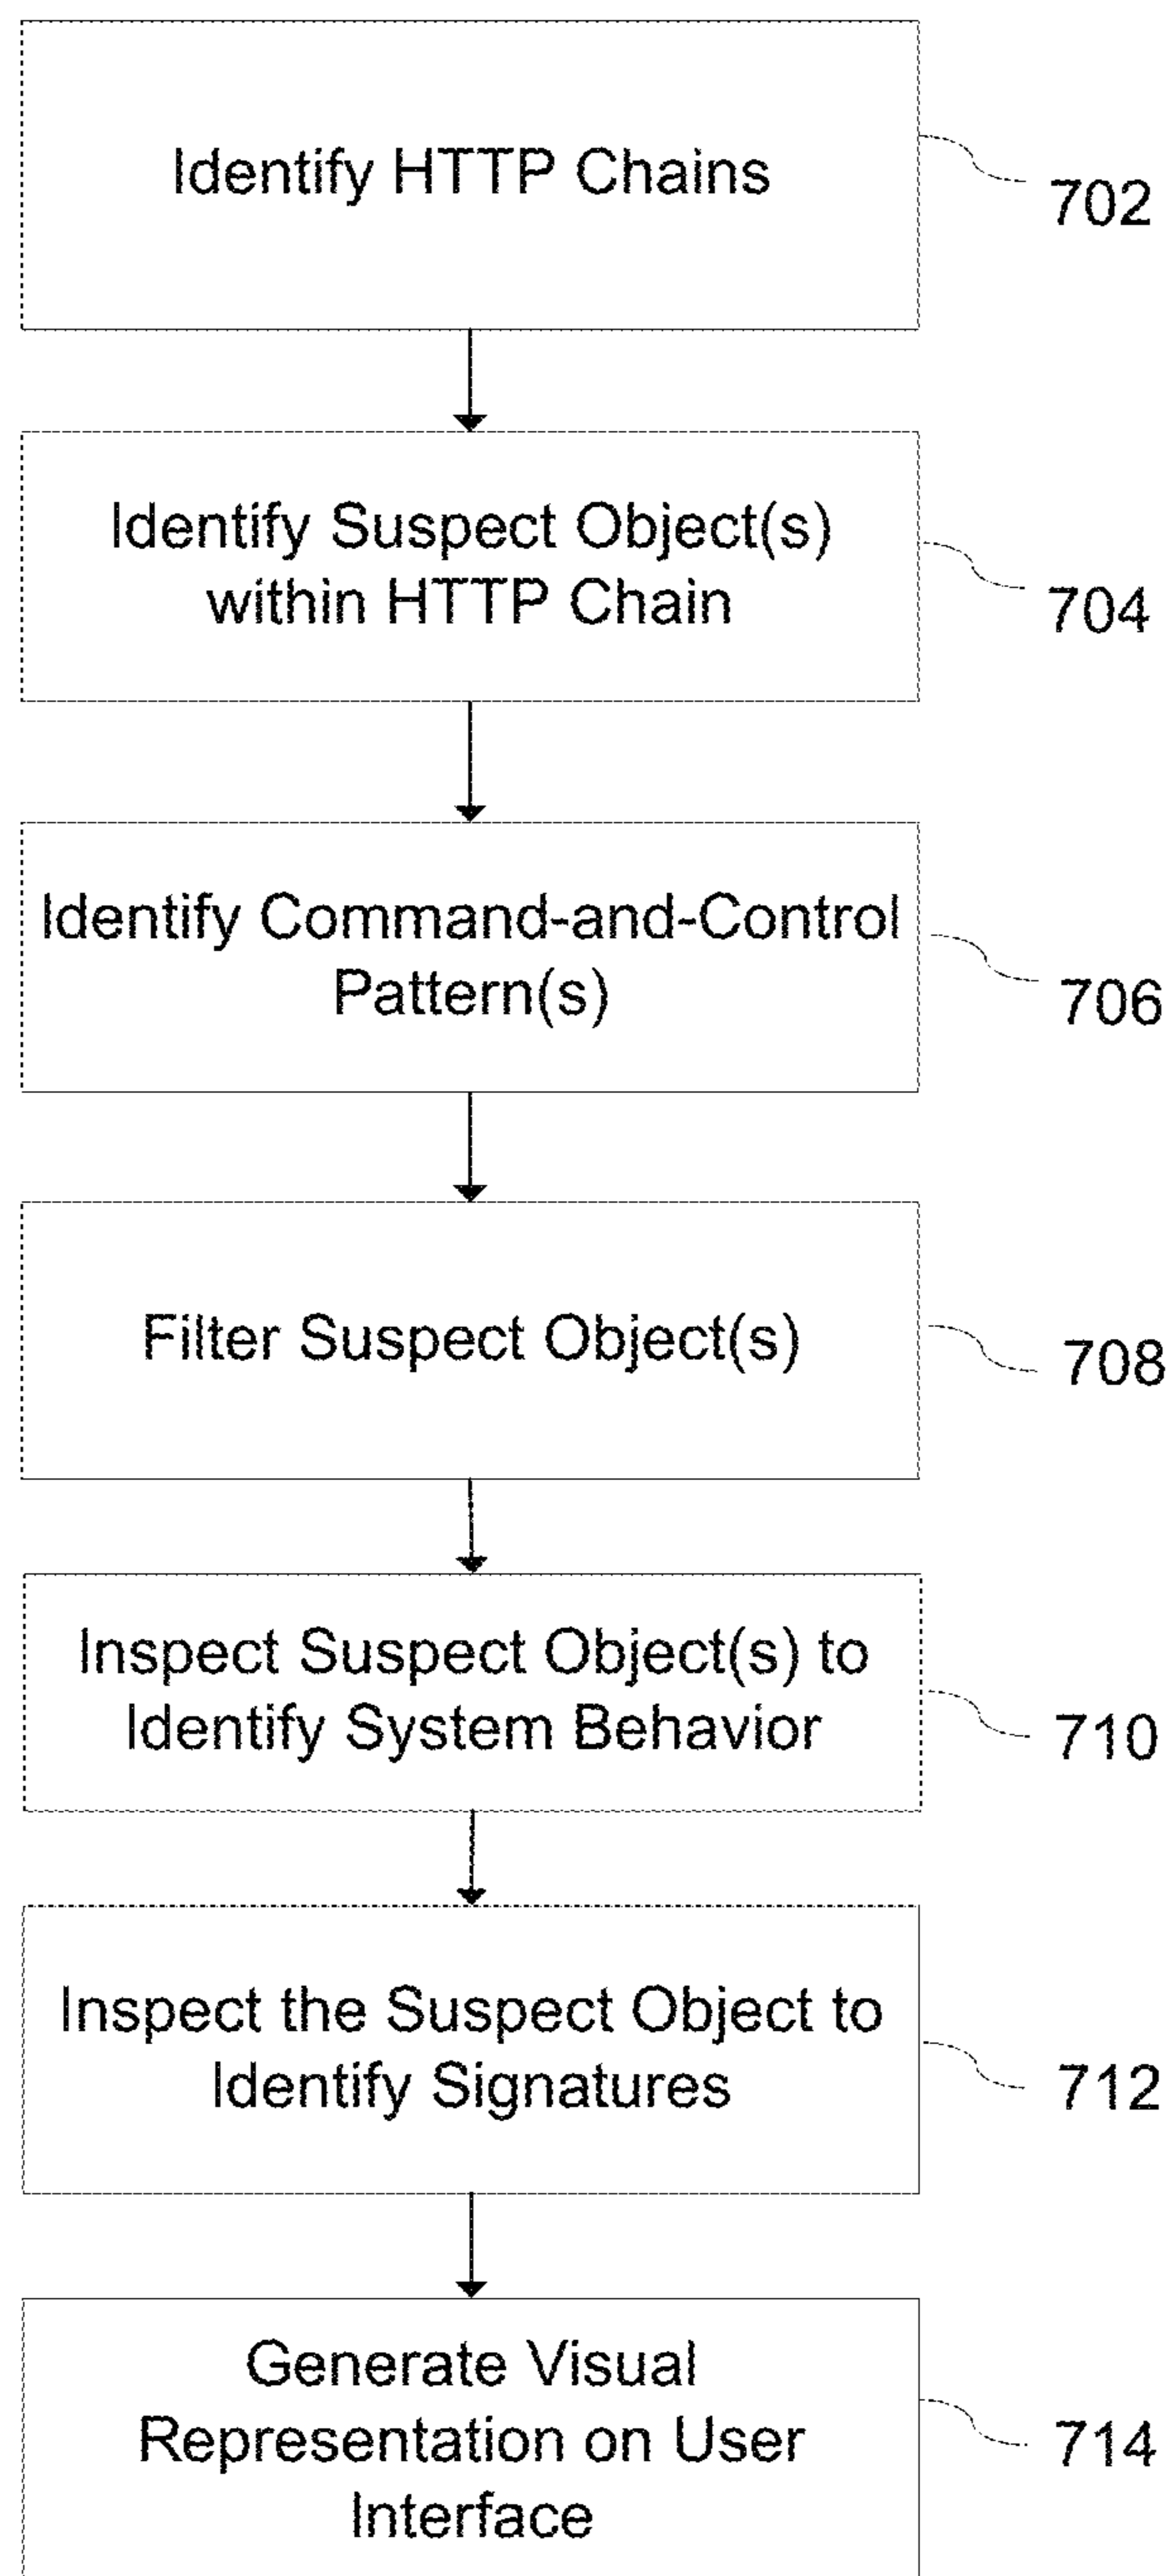 Identify HTTP Chains
702
Identify Suspect Object(s)
within HTTP Chain
704
Identify Command-and-Control
Pattern(s)
706
Filter Suspect Object(s)
708
Inspect Suspect Object(s) to
Identify System Behavior
710
Inspect the Suspect Object to
Identify Signatures
712
Generate Visual
Representation on User
Interface
714